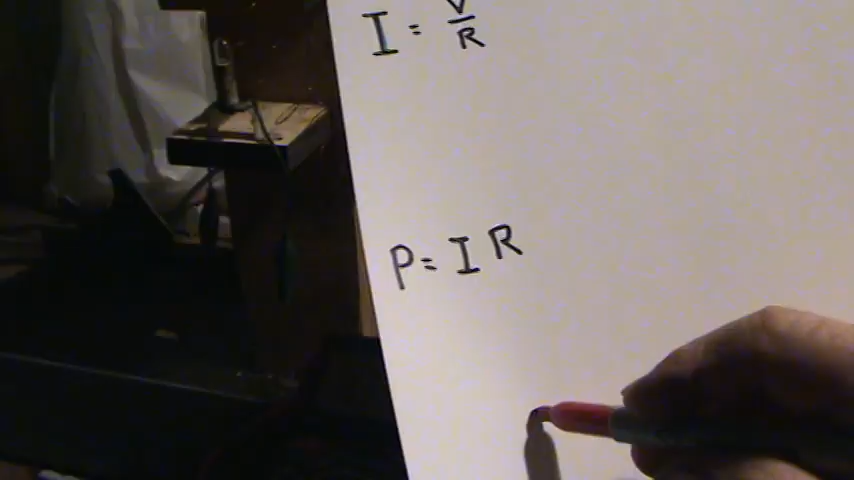 I = V/R
P = I R